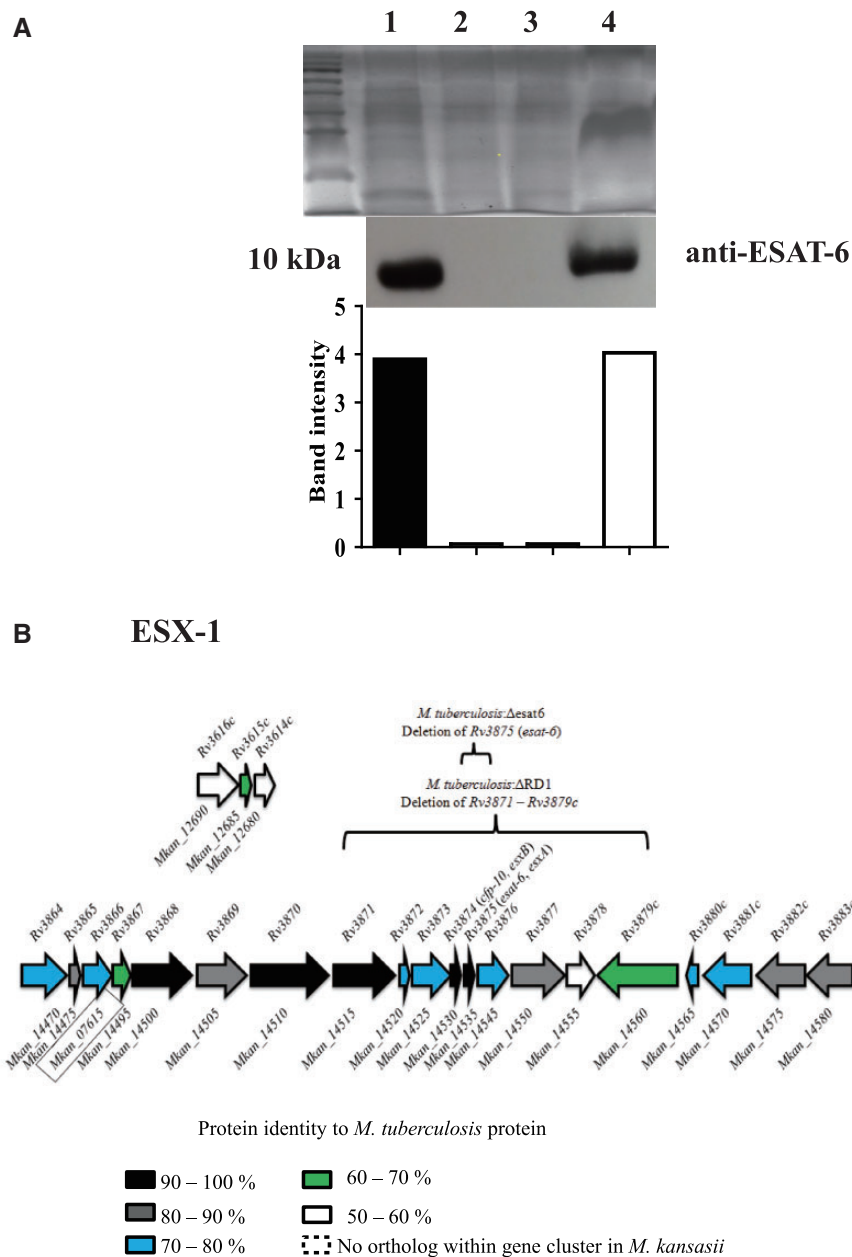 A
1 2 3 4
10 kDa
anti-ESAT-6
Band intensity
5
4
3
2
1
0
B
ESX-1
Rv3616c
Rv3615c
Rv3614c
Mkan_12690
Mkan_12685
Mkan_12680
M. tuberculosis:Δesat6
Deletion of Rv3875 (esat-6)
M. tuberculosis:ΔRD1
Deletion of Rv3871 – Rv3879c
Rv3864
Rv3865
Rv3866
Rv3867
Rv3868
Rv3869
Rv3870
Rv3871
Rv3872
Rv3873
Rv3874 (cfp-10, esxB)
Rv3875 (esat-6, esxA)
Rv3876
Rv3877
Rv3878
Rv3879c
Rv3880c
Rv3881c
Rv3882c
Rv3883c
Mkan_14470
Mkan_14475
Mkan_07615
Mkan_14495
Mkan_14500
Mkan_14505
Mkan_14510
Mkan_14515
Mkan_14520
Mkan_14525
Mkan_14530
Mkan_14535
Mkan_14545
Mkan_14550
Mkan_14555
Mkan_14560
Mkan_14565
Mkan_14570
Mkan_14575
Mkan_14580
Protein identity to M. tuberculosis protein
90 – 100 %
60 – 70 %
80 – 90 %
50 – 60 %
70 – 80 %
No ortholog within gene cluster in M. kansasii